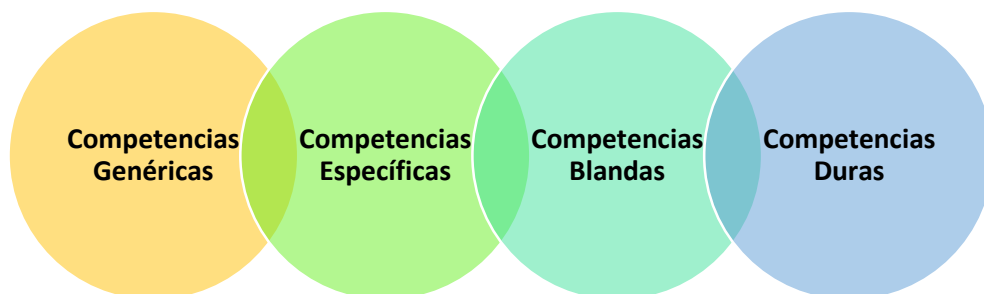 Competencias
Genéricas
Competencias
Específicas
Competencias
Blandas
Competencias
Duras